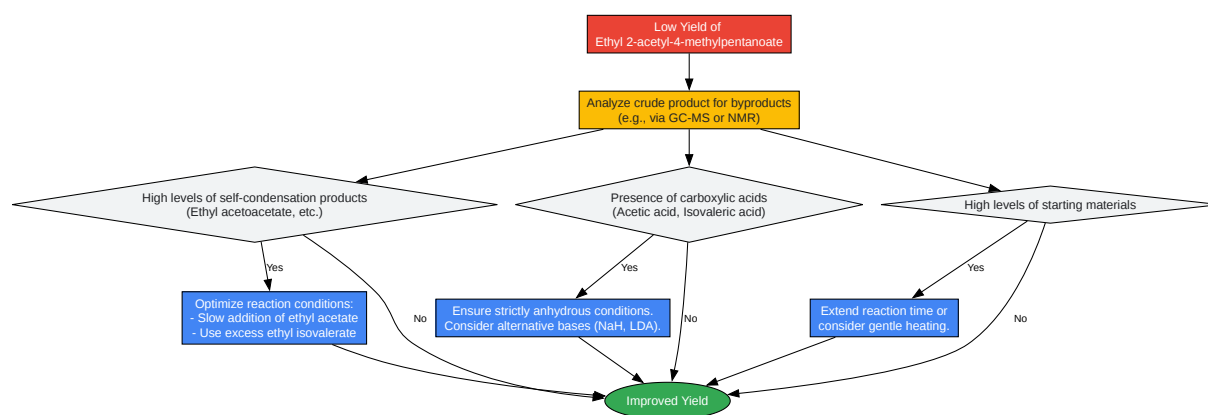 Low Yield of
Ethyl 2-acetyl-4-methylpentanoate
Analyze crude product for byproducts
(e.g., via GC-MS or NMR)
High levels of self-condensation products
(Ethyl acetoacetate, etc.)
Presence of carboxylic acids
(Acetic acid, Isovaleric acid)
High levels of starting materials
Yes
Yes
Yes
Optimize reaction conditions:
- Slow addition of ethyl acetate
- Use excess ethyl isovalerate
No
Ensure strictly anhydrous conditions.
Consider alternative bases (NaH, LDA).
No
Extend reaction time or
consider gentle heating.
No
Improved Yield